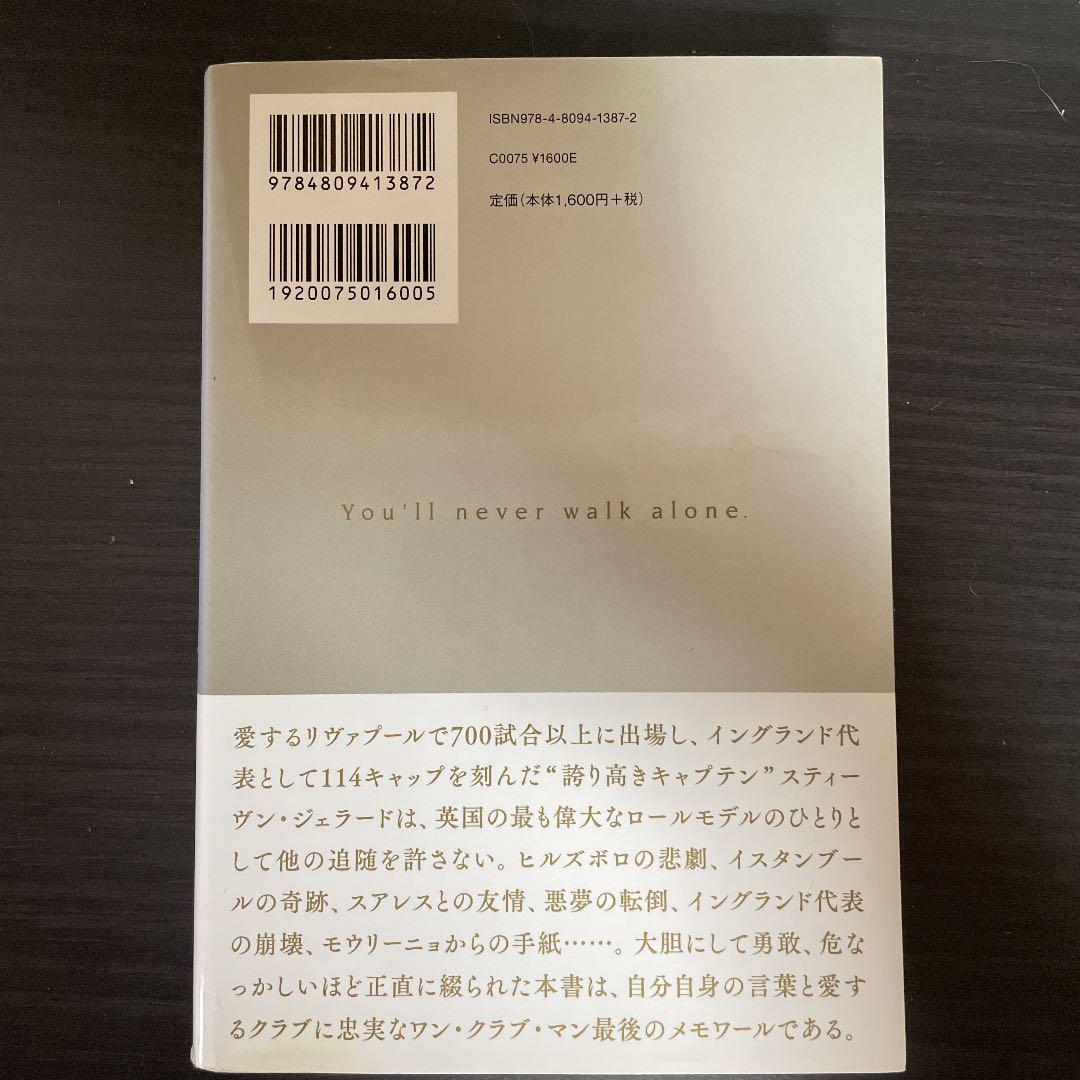 9784809413872
1920075016005
ISBN978-4-8094-1387-2
C0075 ¥1600E
定価(本体1,600円+税)
You'll never walk alone.
愛するリヴァプールで700試合以上に出場し、イングランド代
表として114キャップを刻んだ“誇り高きキャプテン”スティー
ヴン・ジェラードは、英国の最も偉大なロールモデルのひとりと
して他の追随を許さない。ヒルズボロの悲劇、イスタンブー
ルの奇跡、スアレスとの友情、悪夢の転倒、イングランド代表
の崩壊、モウリーニョからの手紙……。大胆にして勇敢、危な
っかしいほど正直に綴られた本書は、自分自身の言葉と愛す
るクラブに忠実なワン・クラブ・マン最後のメモワールである。